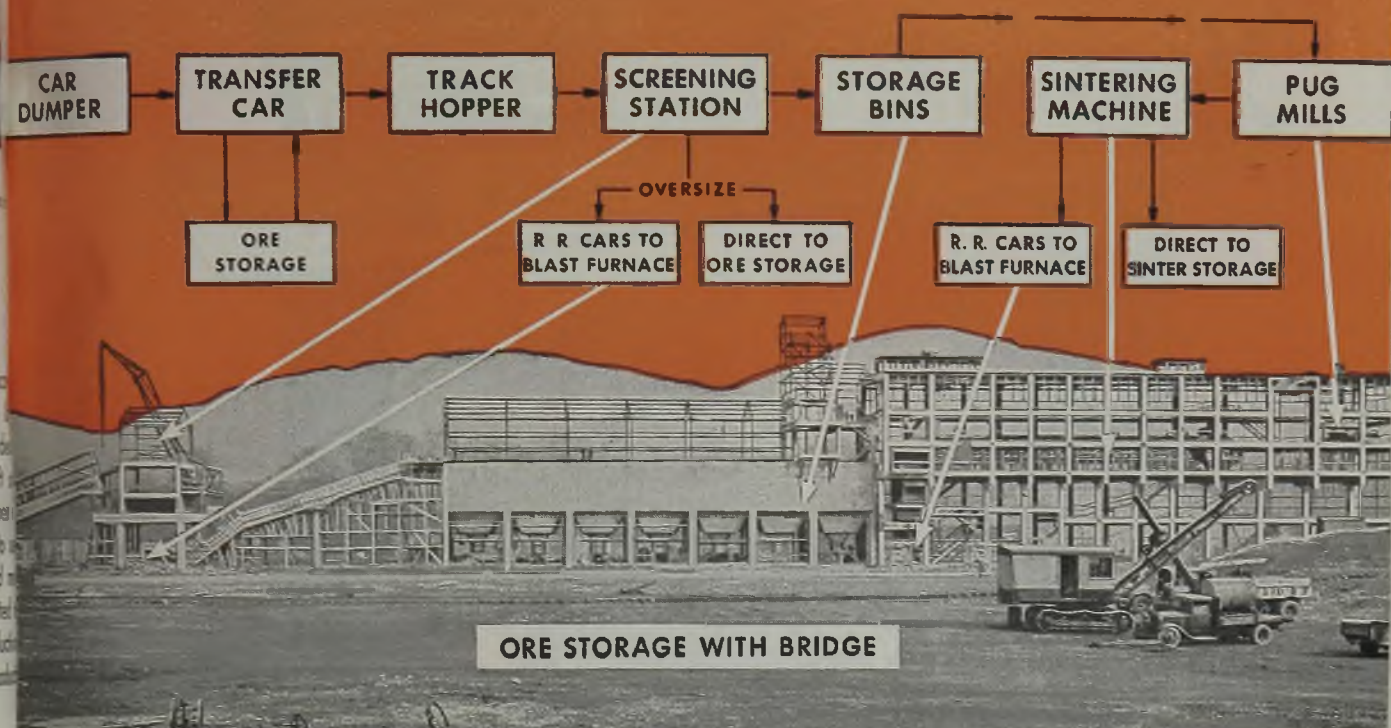 CAR
DUMPER
TRANSFER
CAR
TRACK
HOPPER
SCREENING
STATION
STORAGE
BINS
SINTERING
MACHINE
PUG
MILLS
OVERSIZE
ORE
STORAGE
R R CARS TO
BLAST FURNACE
DIRECT TO
ORE STORAGE
R. R. CARS TO
BLAST FURNACE
DIRECT TO
SINTER STORAGE
ORE STORAGE WITH BRIDGE